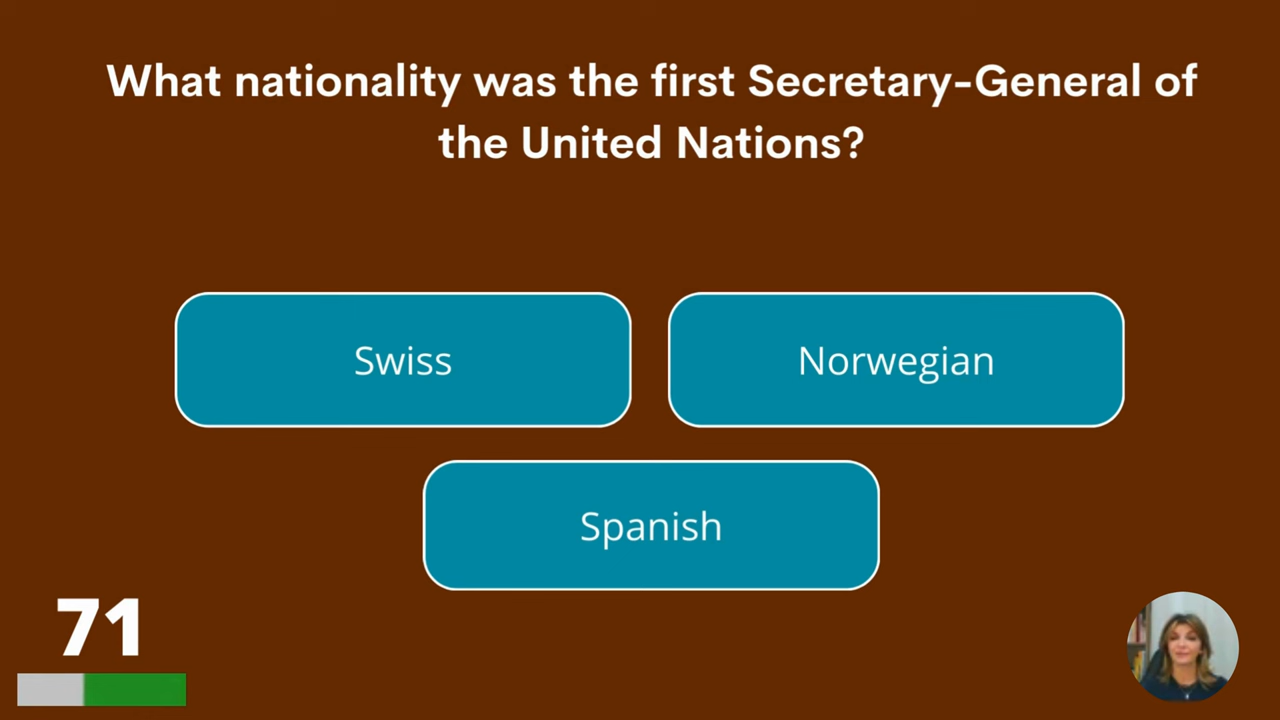 What nationality was the first Secretary-General of
the United Nations?
Swiss
Norwegian
Spanish
71